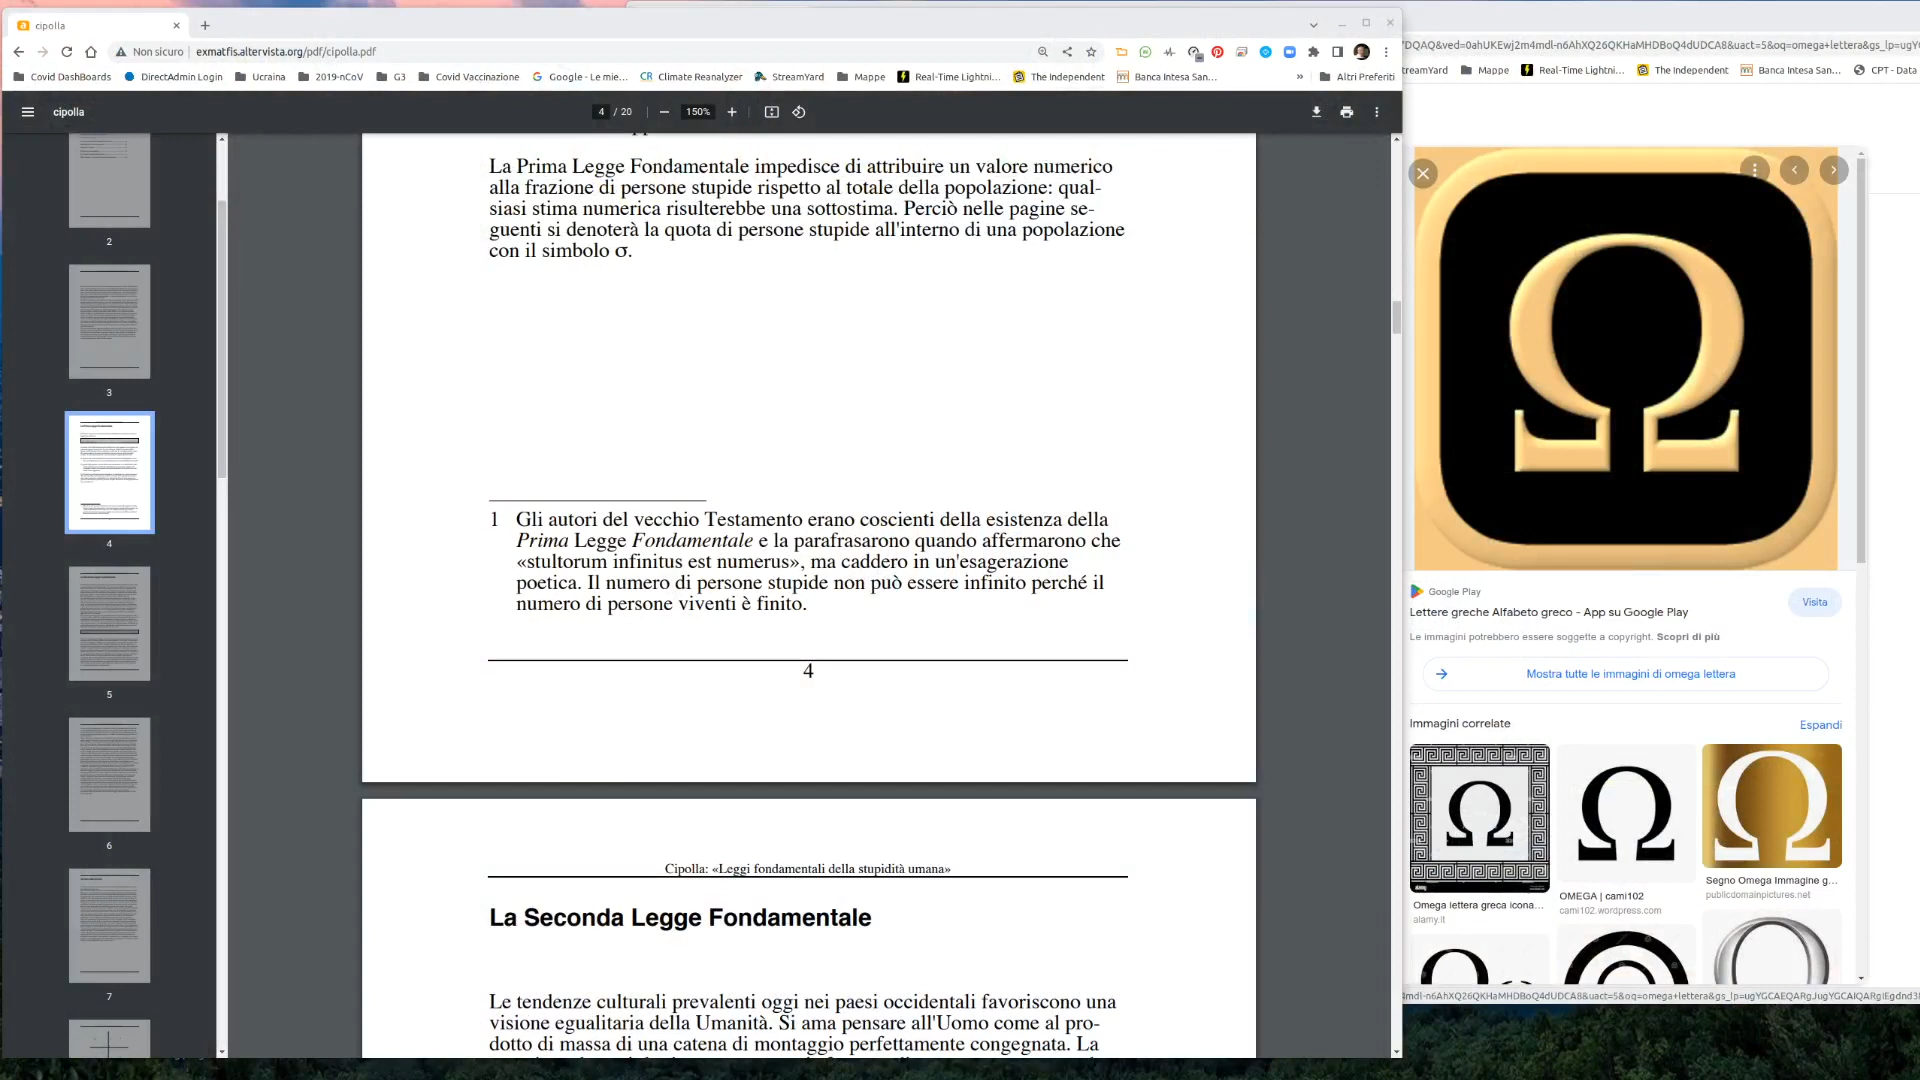 cipolla
Non sicuro
exmatfis.altervista.org/pdf/cipolla.pdf
Covid DashBoards
DirectAdmin Login
Ucraina
2019-nCoV
G3
Covid Vaccinazione
Google - Le mie...
Climate Reanalyzer
StreamYard
Mappe
Real-Time Lightni...
The Independent
Banca Intesa San...
»
Altri Preferiti
cipolla
4 / 20
150%
2
3
4
5
6
7
La Prima Legge Fondamentale impedisce di attribuire un valore numerico
alla frazione di persone stupide rispetto al totale della popolazione: qual-
siasi stima numerica risulterebbe una sottostima. Perciò nelle pagine se-
guenti si denoterà la quota di persone stupide all'interno di una popolazione
con il simbolo σ.
1 Gli autori del vecchio Testamento erano coscienti della esistenza della
Prima Legge Fondamentale e la parafrasarono quando affermarono che
«stultorum infinitus est numerus», ma caddero in un'esagerazione
poetica. Il numero di persone stupide non può essere infinito perché il
numero di persone viventi è finito.
4
Cipolla: «Leggi fondamentali della stupidità umana»
La Seconda Legge Fondamentale
Le tendenze culturali prevalenti oggi nei paesi occidentali favoriscono una
visione egualitaria della Umanità. Si ama pensare all'Uomo come al pro-
dotto di massa di una catena di montaggio perfettamente congegnata. La
reamYard
Mappe
Real-Time Lightni...
The Independent
Banca Intesa San...
CPT - Data
Ω
Google Play
Lettere greche Alfabeto greco - App su Google Play
Visita
Le immagini potrebbero essere soggette a copyright. Scopri di più
Mostra tutte le immagini di omega lettera
Immagini correlate
Espandi
Ω
Ω
Ω
Omega lettera greca icona...
alamy.it
OMEGA | cami102
cami102.wordpress.com
Segno Omega Immagine g...
publicdomainpictures.net